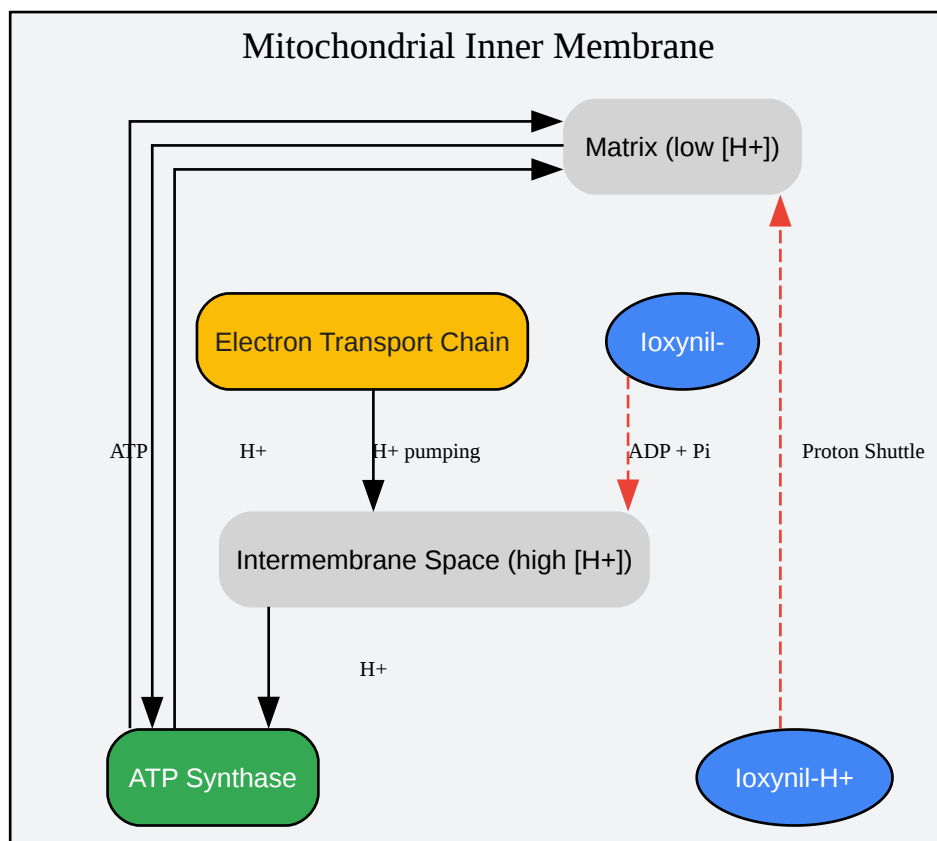 Mitochondrial Inner Membrane
Matrix (low [H+])
Electron Transport Chain
Ioxynil-
ATP
H+
H+ pumping
ADP + Pi
Proton Shuttle
Intermembrane Space (high [H+])
H+
ATP Synthase
Ioxynil-H+